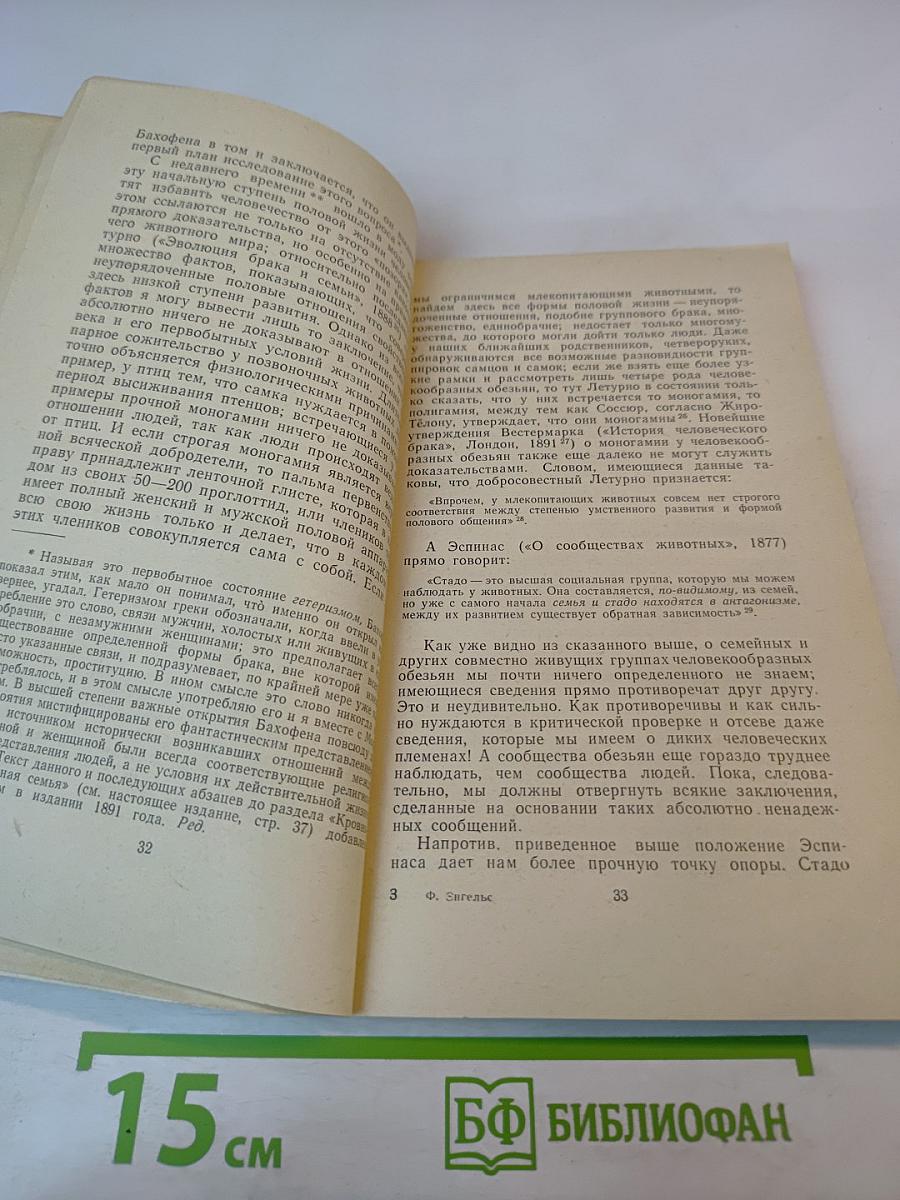 Бахофена в том и заключается, что он
первый план исследование этого вопроса
С недавнего времени ** вошло в
эту начальную ступень половой жизни
тят избавить человечество от этого
этом ссылаются не только на отсутствие
прямого доказательства, но особенно на
чего животного мира; относительно
турно («Эволюция брака и семьи», 1888
множество фактов, показывающих, что
неупорядоченные половые отношения
здесь низкой ступени развития. Однако из
фактов я могу вывести лишь то заключение,
абсолютно ничего не доказывают в отношении
века и его первобытных условий жизни.
парное сожительство у позвоночных животных
точно объясняется физиологическими причинами
пример, у птиц тем, что самка нуждается в
период высиживания птенцов; встречающиеся
примеры прочной моногамии ничего не доказывают
отношении людей, так как люди происходят
от птиц. И если строгая моногамия является
ной всяческой добродетели, то пальма первенства
праву принадлежит ленточной глисте, которая в
дом из своих 50—200 проглоттид, или члеников
имеет полный женский и мужской половой аппарат
всю свою жизнь только и делает, что в каждом
этих члеников совокупляется сама с собой. Если
* Называя это первобытное состояние гетеризмом,
показал этим, как мало он понимал, что́ именно он открыл
вернее, угадал. Гетеризмом греки обозначали, когда ввели в
ребление это слово, связи мужчин, холостых или живущих в
обрачии, с незамужними женщинами; это предполагает
ществование определенной формы брака, вне которой
сто указанные связи, и подразумевает, по крайней мере уже
можность, проституцию. В ином смысле это слово никогда
треблялось, и в этом смысле употребляю его и я вместе с
м. В высшей степени важные открытия Бахофена повсюду
роятия мистифицированы его фантастическим представлением
источником исторически возникавших отношений между
ной и женщиной были всегда соответствующие
едставления людей, а не условия их действительной жизни
Текст данного и последующих абзацев до раздела
ная семья» (см. настоящее издание, стр. 37)
м в издании 1891 года. Ред.
32
мы ограничимся млекопитающими животными, то
найдем здесь все формы половой жизни — неупоря-
доченные отношения, подобие группового брака, мно-
гоженство, единобрачие; недостает только многому-
жества, до которого могли дойти только люди. Даже
у наших ближайших родственников, четвероруких,
обнаруживаются все возможные разновидности груп-
пировок самцов и самок; если же взять еще более уз-
кие рамки и рассмотреть лишь четыре рода челове-
кообразных обезьян, то тут Летурно в состоянии толь-
ко сказать, что у них встречается то моногамия, то
полигамия, между тем как Соссюр, согласно Жиро-
Тёлону, утверждает, что они моногамны 26. Новейшие
утверждения Вестермарка («История человеческого
брака», Лондон, 1891 27) о моногамии у человекооб-
разных обезьян также еще далеко не могут служить
доказательствами. Словом, имеющиеся данные та-
ковы, что добросовестный Летурно признается:
«Впрочем, у млекопитающих животных совсем нет строгого
соответствия между степенью умственного развития и формой
полового общения» 28.
А Эспинас («О сообществах животных», 1877)
прямо говорит:
«Стадо — это высшая социальная группа, которую мы можем
наблюдать у животных. Она составляется, по-видимому, из семей,
но уже с самого начала семья и стадо находятся в антагонизме,
между их развитием существует обратная зависимость» 29.
Как уже видно из сказанного выше, о семейных и
других совместно живущих группах человекообразных
обезьян мы почти ничего определенного не знаем;
имеющиеся сведения прямо противоречат друг другу.
Это и неудивительно. Как противоречивы и как силь-
но нуждаются в критической проверке и отсеве даже
сведения, которые мы имеем о диких человеческих
племенах! А сообщества обезьян еще гораздо труднее
наблюдать, чем сообщества людей. Пока, следова-
тельно, мы должны отвергнуть всякие заключения,
сделанные на основании таких абсолютно ненадеж-
ных сообщений.
Напротив, приведенное выше положение Эспи-
наса дает нам более прочную точку опоры. Стадо
3 Ф. Энгельс 33
15 см
БФ БИБЛИОФАН